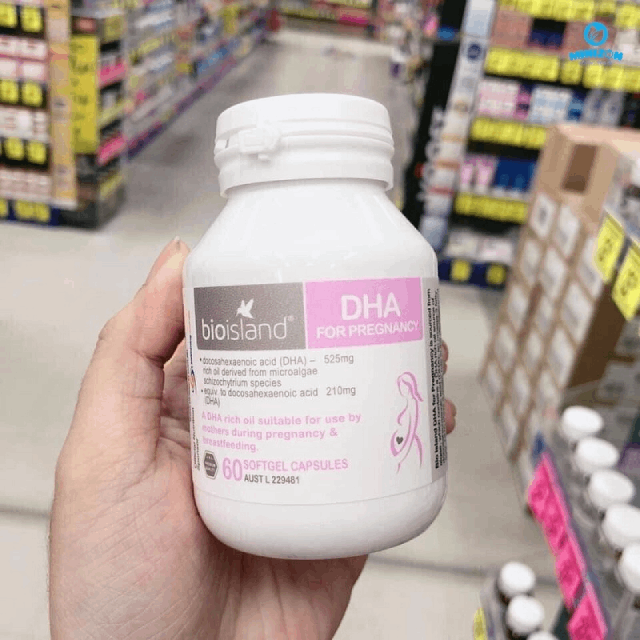 bioisland®
DHA
FOR PREGNANCY
• docosahexaenoic acid (DHA) – 525mg
rich oil derived from microalgae
schizochytrium species
equiv. to docosahexaenoic acid 210mg
(DHA)
A DHA rich oil suitable for use by
mothers during pregnancy &
breastfeeding.
60 SOFTGEL CAPSULES
AUST L 229481